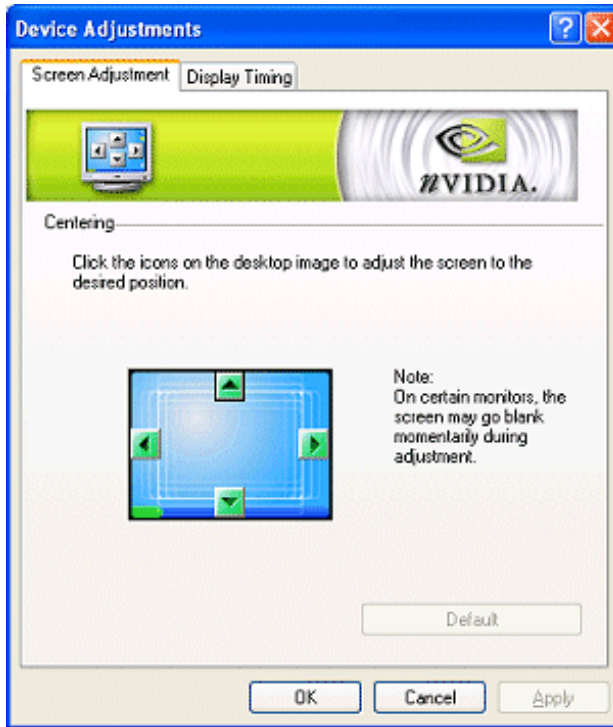 Device Adjustments
Screen Adjustment Display Timing
nVIDIA.
Centering
Click the icons on the desktop image to adjust the screen to the
desired position.
Note:
On certain monitors, the
screen may go blank
momentarily during
adjustment.
Default
OK Cancel Apply